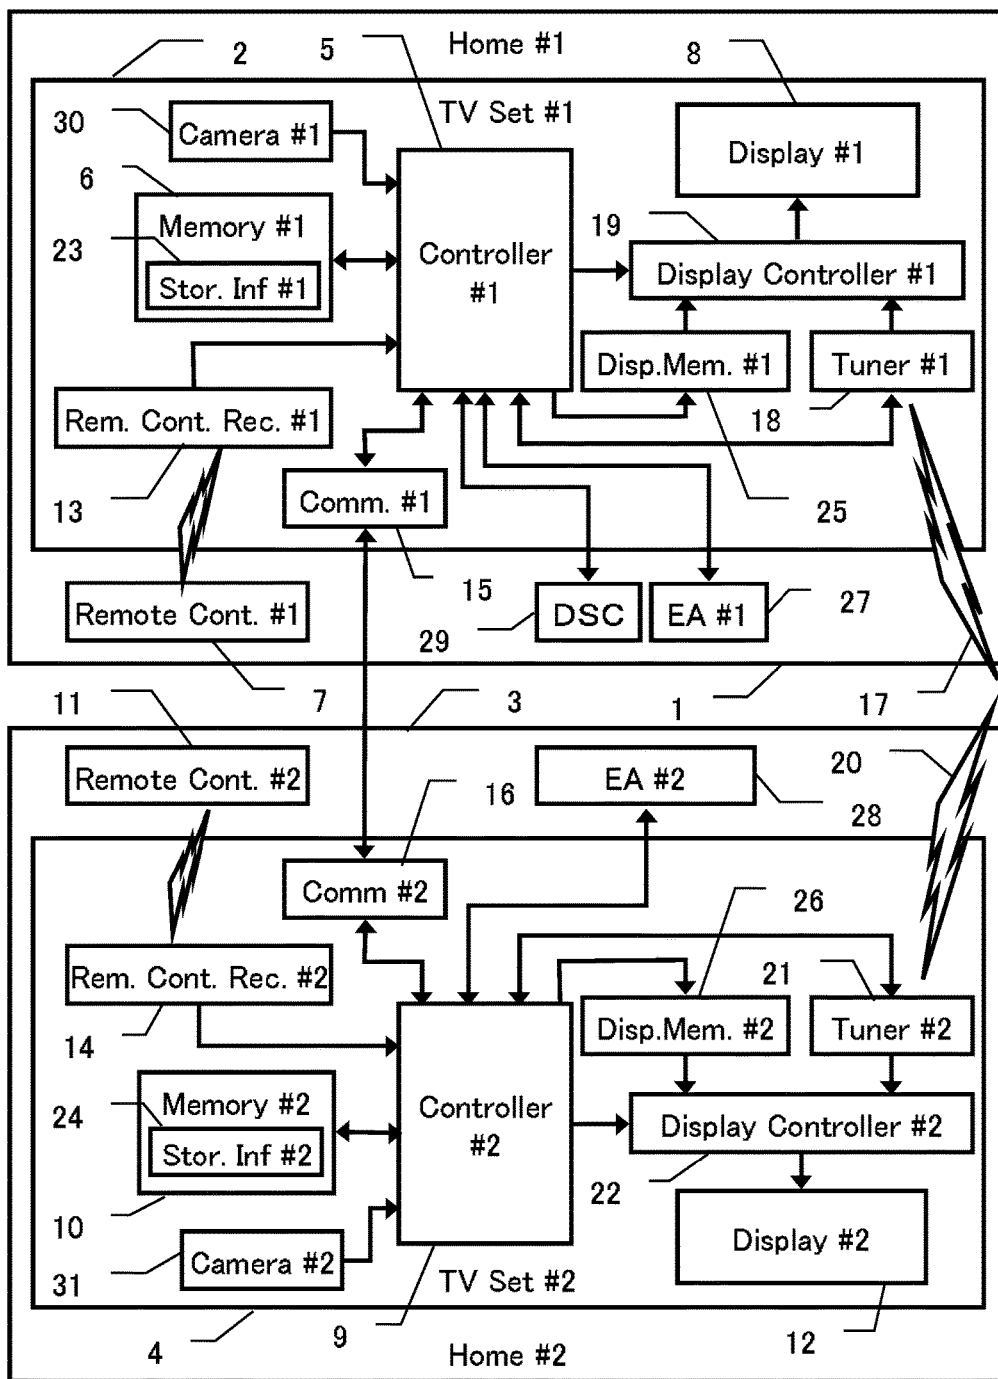 Home #1
2
5
8
TV Set #1
30
Camera #1
Display #1
6
Memory #1
23
Stor. Inf #1
Controller
#1
19
Display Controller #1
Disp.Mem. #1
Tuner #1
Rem. Cont. Rec. #1
18
13
Comm. #1
25
15
Remote Cont. #1
29
DSC
EA #1
27
7
3
1
17
11
Remote Cont. #2
16
EA #2
20
28
Comm #2
26
Rem. Cont. Rec. #2
21
14
Disp.Mem. #2
Tuner #2
24
Memory #2
Stor. Inf #2
Controller
#2
Display Controller #2
10
22
Camera #2
31
Display #2
TV Set #2
4
9
12
Home #2